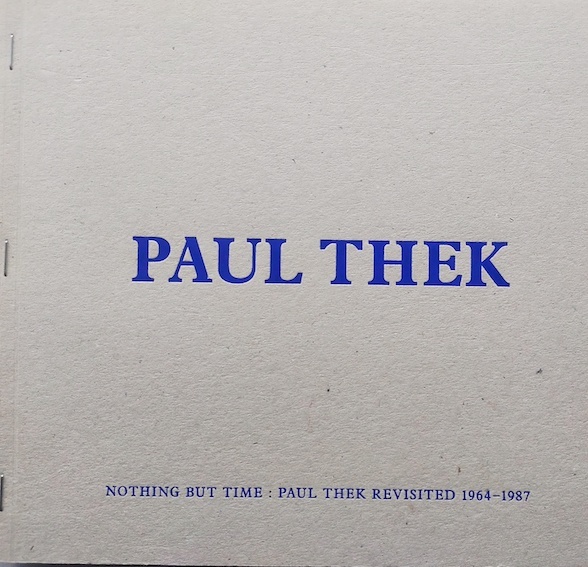 PAUL THEK
NOTHING BUT TIME : PAUL THEK REVISITED 1964–1987